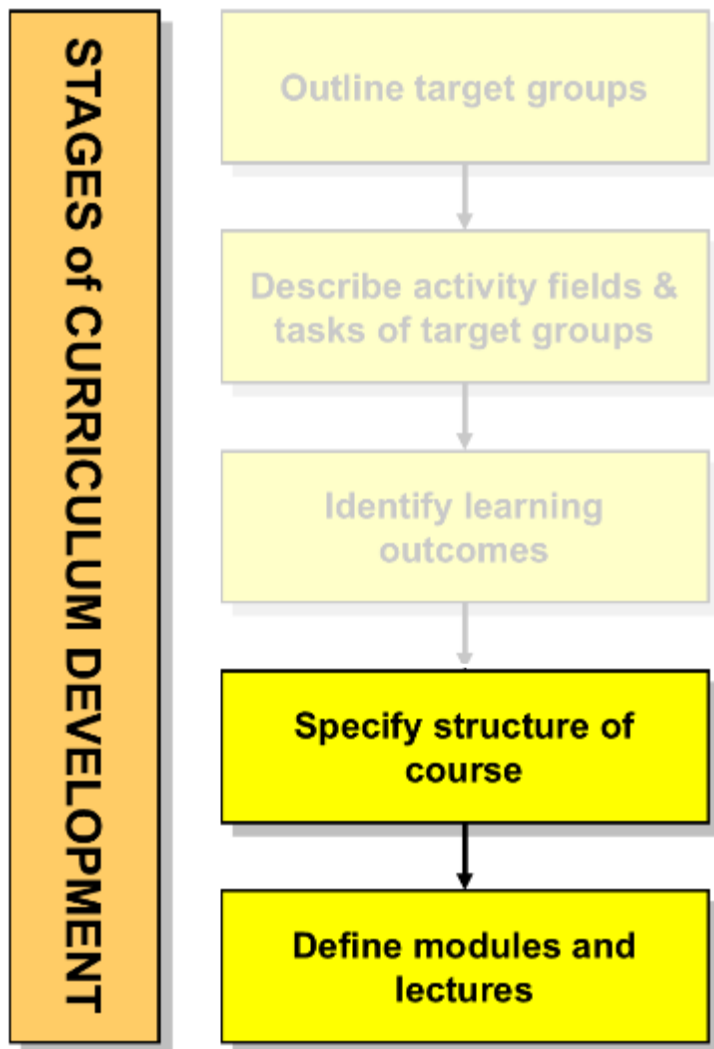 STAGES of CURRICULUM DEVELOPMENT
Outline target groups
Describe activity fields &
tasks of target groups
Identify learning
outcomes
Specify structure of
course
Define modules and
lectures